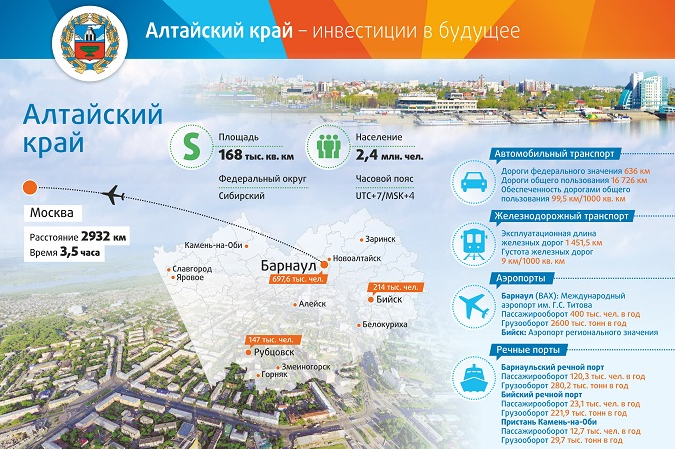 Алтайский край – инвестиции в будущее
Алтайский
край
Площадь
168 тыс. кв. км
Население
2,4 млн. чел.
Федеральный округ
Сибирский
Часовой пояс
UTC+7/MSK+4
Москва
Расстояние 2932 км
Время 3,5 часа
Камень-на-Оби
Заринск
Славгород
Яровое
Барнаул
Новоалтайск
697,6 тыс. чел.
214 тыс. чел.
Алейск
Бийск
Белокуриха
147 тыс. чел.
Рубцовск
Змеиногорск
Горняк
Автомобильный транспорт
Дороги федерального значения 636 км
Дороги общего пользования 16 726 км
Обеспеченность дорогами общего
пользования 99,5 км/1000 кв. км
Железнодорожный транспорт
Эксплуатационная длина
железных дорог 1 451,5 км
Густота железных дорог
9 км/1000 кв. км
Аэропорты
Барнаул (BAX): Международный
аэропорт им. Г.С. Титова
Пассажирооборот 400 тыс. чел. в год
Грузооборот 2600 тыс. тонн в год
Бийск: Аэропорт регионального значения
Речные порты
Барнаульский речной порт
Пассажирооборот 120,3 тыс. чел. в год
Грузооборот 280,2 тыс. тонн в год
Бийский речной порт
Пассажирооборот 23,1 тыс. чел. в год
Грузооборот 221,9 тыс. тонн в год
Пристань Камень-на-Оби
Пассажирооборот 12,7 тыс. чел. в год
Грузооборот 29,7 тыс. тонн в год